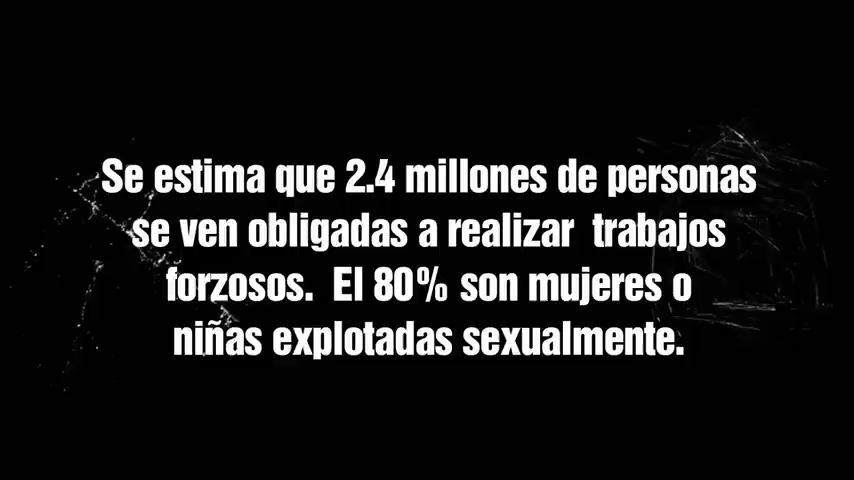 Se estima que 2.4 millones de personas
se ven obligadas a realizar  trabajos
forzosos.  El 80% son mujeres o
niñas explotadas sexualmente.